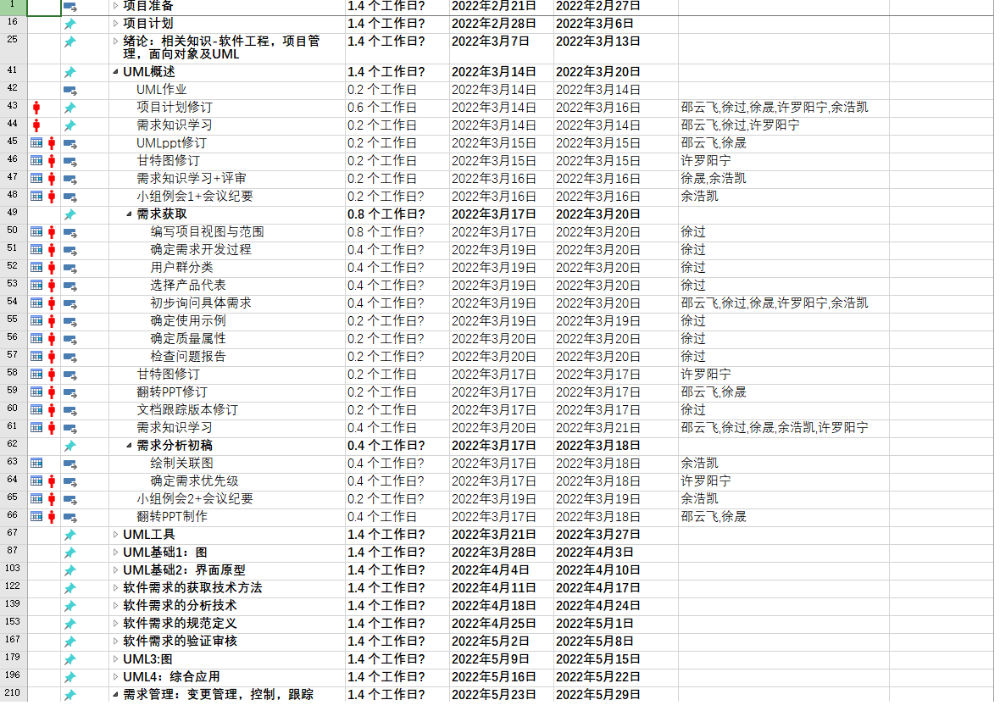 1 项目准备 1.4 个工作日? 2022年2月21日 2022年2月27日
16 项目计划 1.4 个工作日? 2022年2月28日 2022年3月6日
25 绪论：相关知识-软件工程，项目管 1.4 个工作日? 2022年3月7日 2022年3月13日
理，面向对象及UML
41 UML概述 1.4 个工作日? 2022年3月14日 2022年3月20日
42 UML作业 0.2 个工作日 2022年3月14日 2022年3月14日
43 项目计划修订 0.6 个工作日 2022年3月14日 2022年3月16日 邵云飞,徐过,徐晟,许罗阳宁,余浩凯
44 需求知识学习 0.2 个工作日 2022年3月14日 2022年3月14日 邵云飞,徐过,许罗阳宁
45 UMLppt修订 0.2 个工作日 2022年3月15日 2022年3月15日 邵云飞,徐晟
46 甘特图修订 0.2 个工作日 2022年3月15日 2022年3月15日 许罗阳宁
47 需求知识学习+评审 0.2 个工作日 2022年3月16日 2022年3月16日 徐晟,余浩凯
48 小组例会1+会议纪要 0.2 个工作日? 2022年3月16日 2022年3月16日 余浩凯
49 需求获取 0.8 个工作日? 2022年3月17日 2022年3月20日
50 编写项目视图与范围 0.8 个工作日? 2022年3月17日 2022年3月20日 徐过
51 确定需求开发过程 0.4 个工作日? 2022年3月19日 2022年3月20日 徐过
52 用户群分类 0.4 个工作日? 2022年3月19日 2022年3月20日 徐过
53 选择产品代表 0.4 个工作日? 2022年3月19日 2022年3月20日 徐过
54 初步询问具体需求 0.4 个工作日? 2022年3月19日 2022年3月20日 邵云飞,徐过,徐晟,许罗阳宁,余浩凯
55 确定使用示例 0.2 个工作日? 2022年3月19日 2022年3月19日 徐过
56 确定质量属性 0.2 个工作日? 2022年3月20日 2022年3月20日 徐过
57 检查问题报告 0.2 个工作日? 2022年3月20日 2022年3月20日 徐过
58 甘特图修订 0.2 个工作日 2022年3月17日 2022年3月17日 许罗阳宁
59 翻转PPT修订 0.2 个工作日 2022年3月17日 2022年3月17日 邵云飞,徐晟
60 文档跟踪版本修订 0.2 个工作日 2022年3月17日 2022年3月17日 徐过
61 需求知识学习 0.4 个工作日 2022年3月20日 2022年3月21日 邵云飞,徐过,徐晟,余浩凯,许罗阳宁
62 需求分析初稿 0.4 个工作日? 2022年3月17日 2022年3月18日
63 绘制关联图 0.4 个工作日? 2022年3月17日 2022年3月18日 余浩凯
64 确定需求优先级 0.4 个工作日? 2022年3月17日 2022年3月18日 许罗阳宁
65 小组例会2+会议纪要 0.2 个工作日? 2022年3月18日 2022年3月18日 余浩凯
66 翻转PPT制作 0.4 个工作日 2022年3月17日 2022年3月18日 邵云飞,徐晟
67 UML工具 1.4 个工作日? 2022年3月21日 2022年3月27日
87 UML基础1：图 1.4 个工作日? 2022年3月28日 2022年4月3日
103 UML基础2：界面原型 1.4 个工作日? 2022年4月4日 2022年4月10日
122 软件需求的获取技术方法 1.4 个工作日? 2022年4月11日 2022年4月17日
139 软件需求的分析技术 1.4 个工作日? 2022年4月18日 2022年4月24日
153 软件需求的规范定义 1.4 个工作日? 2022年4月25日 2022年5月1日
167 软件需求的验证审核 1.4 个工作日? 2022年5月2日 2022年5月8日
179 UML3:图 1.4 个工作日? 2022年5月9日 2022年5月15日
196 UML4：综合应用 1.4 个工作日? 2022年5月16日 2022年5月22日
210 需求管理：变更管理，控制，跟踪 1.4 个工作日? 2022年5月23日 2022年5月29日